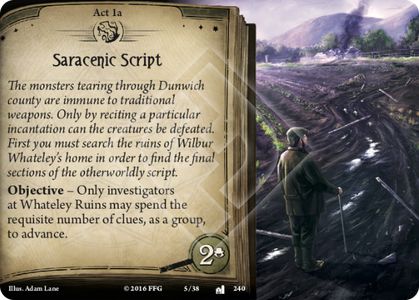 Act 1a
Saracenic Script
The monsters tearing through Dunwich
county are immune to traditional
weapons. Only by reciting a particular
incantation can the creatures be defeated.
First you must search the ruins of Wilbur
Whateley's home in order to find the final
sections of the otherworldly script.
Objective – Only investigators
at Whateley Ruins may spend the
requisite number of clues, as a group,
to advance.
2
Illus. Adam Lane
© 2016 FFG
5/38
240